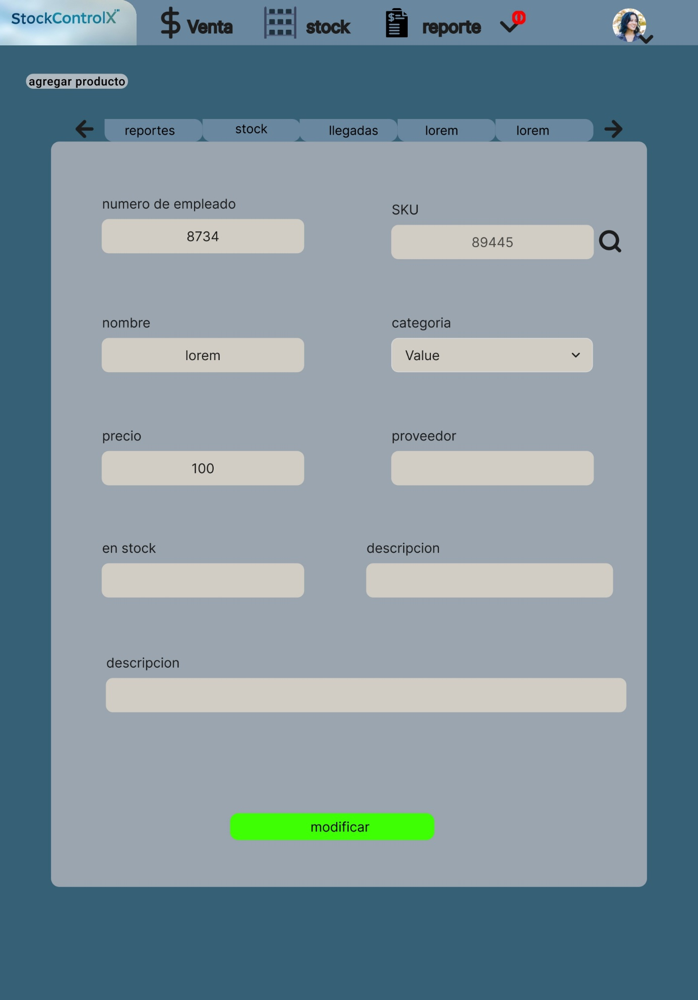 StockControlX
Venta
stock
reporte
0
agregar producto
reportes
stock
llegadas
lorem
lorem
numero de empleado
8734
SKU
89445
nombre
lorem
categoria
Value
precio
100
proveedor
en stock
descripcion
descripcion
modificar